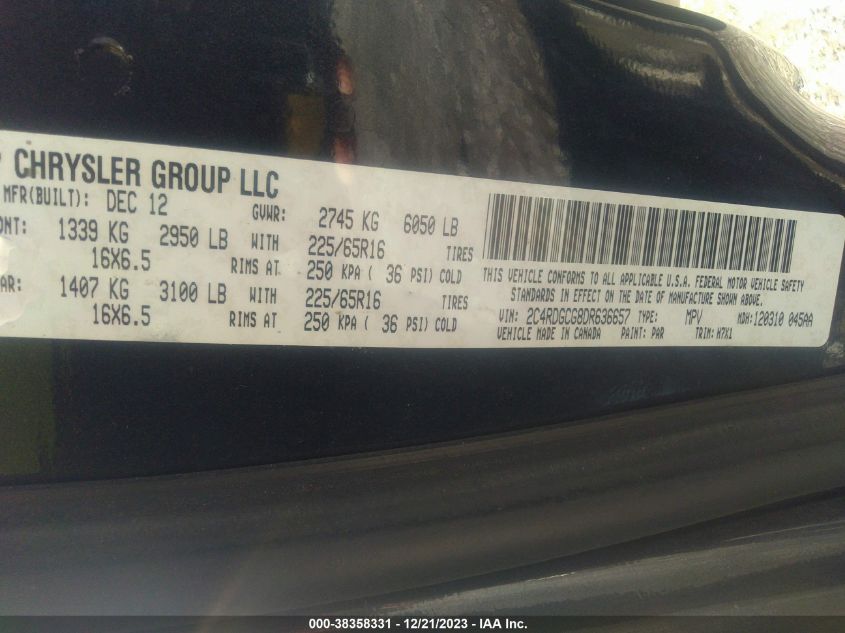 CHRYSLER GROUP LLC
MFR(BUILT): DEC 12 GVWR: 2745 KG 6050 LB
ONT: 1339 KG 2950 LB WITH 225/65R16 TIRES
16X6.5 RIMS AT 250 KPA ( 36 PSI) COLD
AR: 1407 KG 3100 LB WITH 225/65R16 TIRES
16X6.5 RIMS AT 250 KPA ( 36 PSI) COLD
THIS VEHICLE CONFORMS TO ALL APPLICABLE U.S.A. FEDERAL MOTOR VEHICLE SAFETY
STANDARDS IN EFFECT ON THE DATE OF MANUFACTURE SHOWN ABOVE.
VIN: 2C4RDGCG8DR636657 TYPE: MPV MDH: 120310 045AA
VEHICLE MADE IN CANADA PAINT: PAR TRIM: H7X1
000-38358331 - 12/21/2023 - IAA Inc.